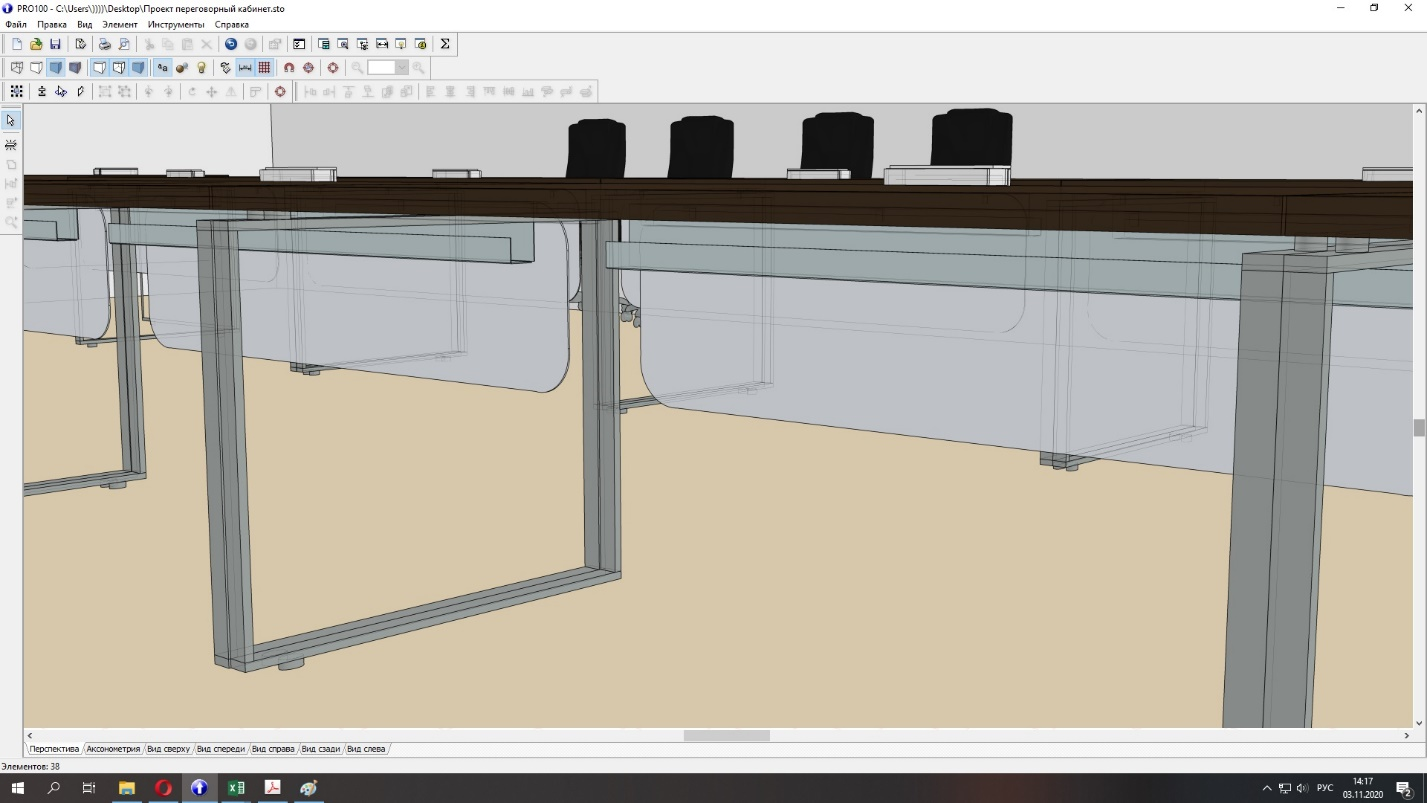 PRO100 - C:\Users\))))\Desktop\Проект переговорный кабинет.sto
Файл Правка Вид Элемент Инструменты Справка
Перспектива Аксонометрия Вид сверху Вид спереди Вид справа Вид сзади Вид слева
Элементов: 38
РУС
14:17
03.11.2020
2